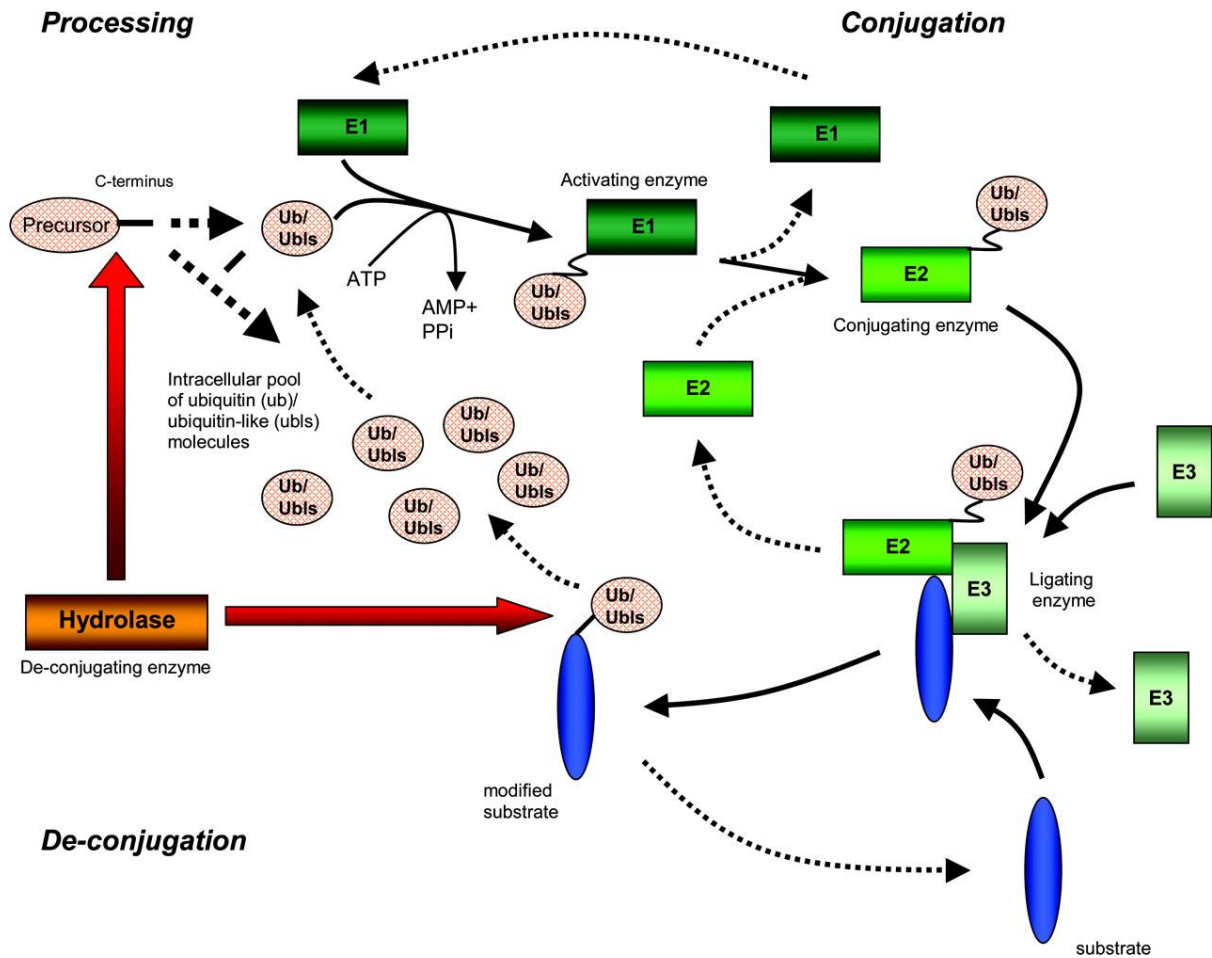 Processing
Conjugation
E1
E1
C-terminus
Activating enzyme
Precursor
Ub/
Ubls
E1
Ub/
Ubls
ATP
Ub/
Ubls
AMP+
PPi
E2
Conjugating enzyme
Intracellular pool
of ubiquitin (ub)/
ubiquitin-like (ubls)
molecules
E2
Ub/
Ubls
Ub/
Ubls
Ub/
Ubls
Ub/
Ubls
Ub/
Ubls
Ub/
Ubls
E3
E2
E3
Ligating
enzyme
Hydrolase
De-conjugating enzyme
Ub/
Ubls
E3
modified
substrate
De-conjugation
substrate